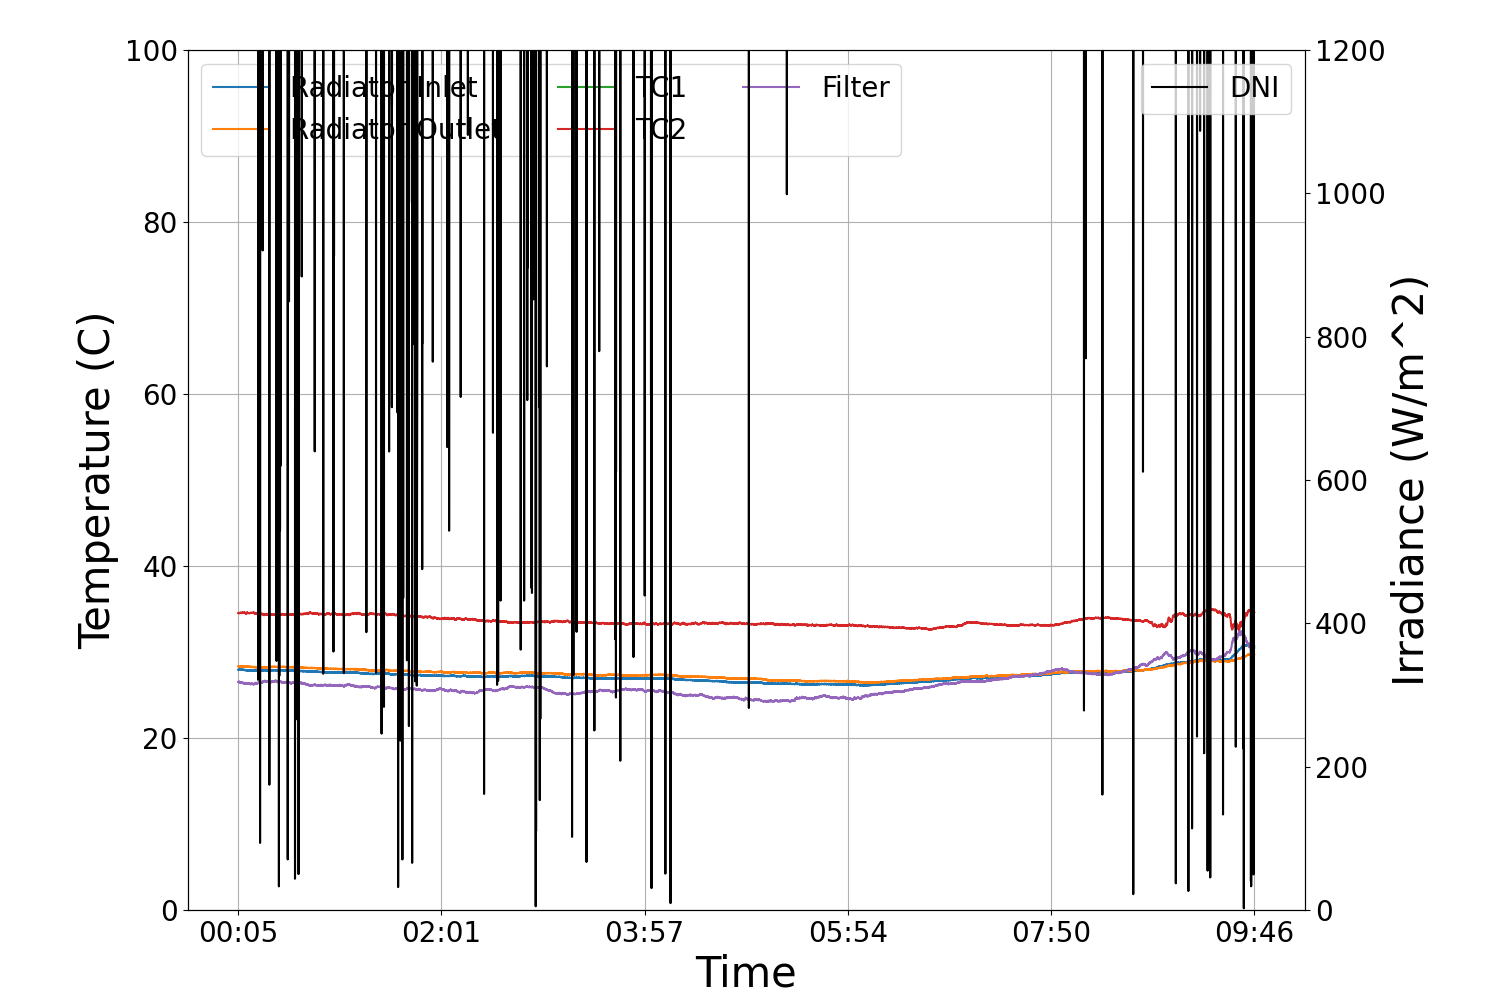 100
80
60
40
20
0
Temperature (C)
Radiator Inlet
Radiator Outlet
TC1
TC2
Filter
DNI
1200
1000
800
600
400
200
0
Irradiance (W/m^2)
00:05 02:01 03:57 05:54 07:50 09:46
Time